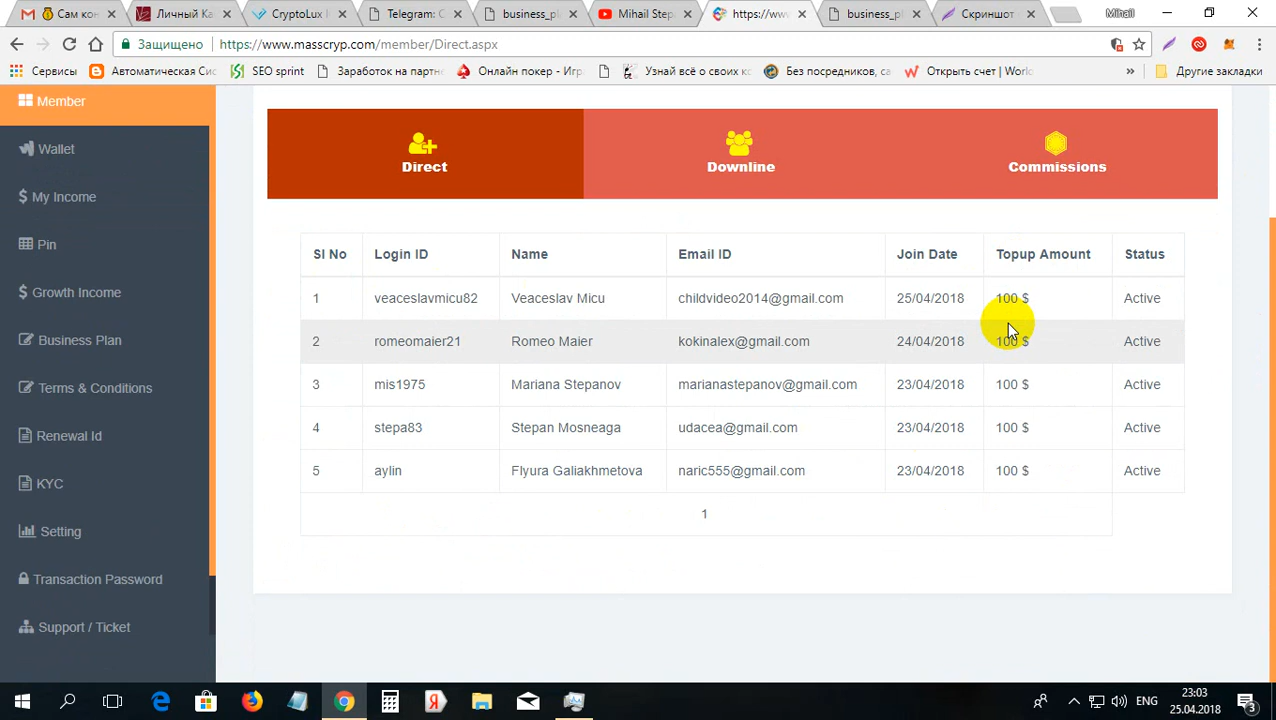 Сам кон
Личный Ка
CryptoLux
Telegram: C
business_pl
Mihail Step
https://ww
business_pl
Скриншот
Mihail
Защищено
https://www.masscryp.com/member/Direct.aspx
Сервисы
Автоматическая Сис
SEO sprint
Заработок на партн
Онлайн покер - Игра
Узнай всё о своих ко
Без посредников, са
Открыть счет | Worl
»
Другие закладки
Member
Wallet
My Income
Pin
Growth Income
Business Plan
Terms & Conditions
Renewal Id
KYC
Setting
Transaction Password
Support / Ticket
Direct
Downline
Commissions
Sl No Login ID Name Email ID Join Date Topup Amount Status
1 veaceslavmicu82 Veaceslav Micu childvideo2014@gmail.com 25/04/2018 100 $ Active
2 romeomaier21 Romeo Maier kokinalex@gmail.com 24/04/2018 100 $ Active
3 mis1975 Mariana Stepanov marianastepanov@gmail.com 23/04/2018 100 $ Active
4 stepa83 Stepan Mosneaga udacea@gmail.com 23/04/2018 100 $ Active
5 aylin Flyura Galiakhmetova naric555@gmail.com 23/04/2018 100 $ Active
1
ENG
23:03
25.04.2018
3